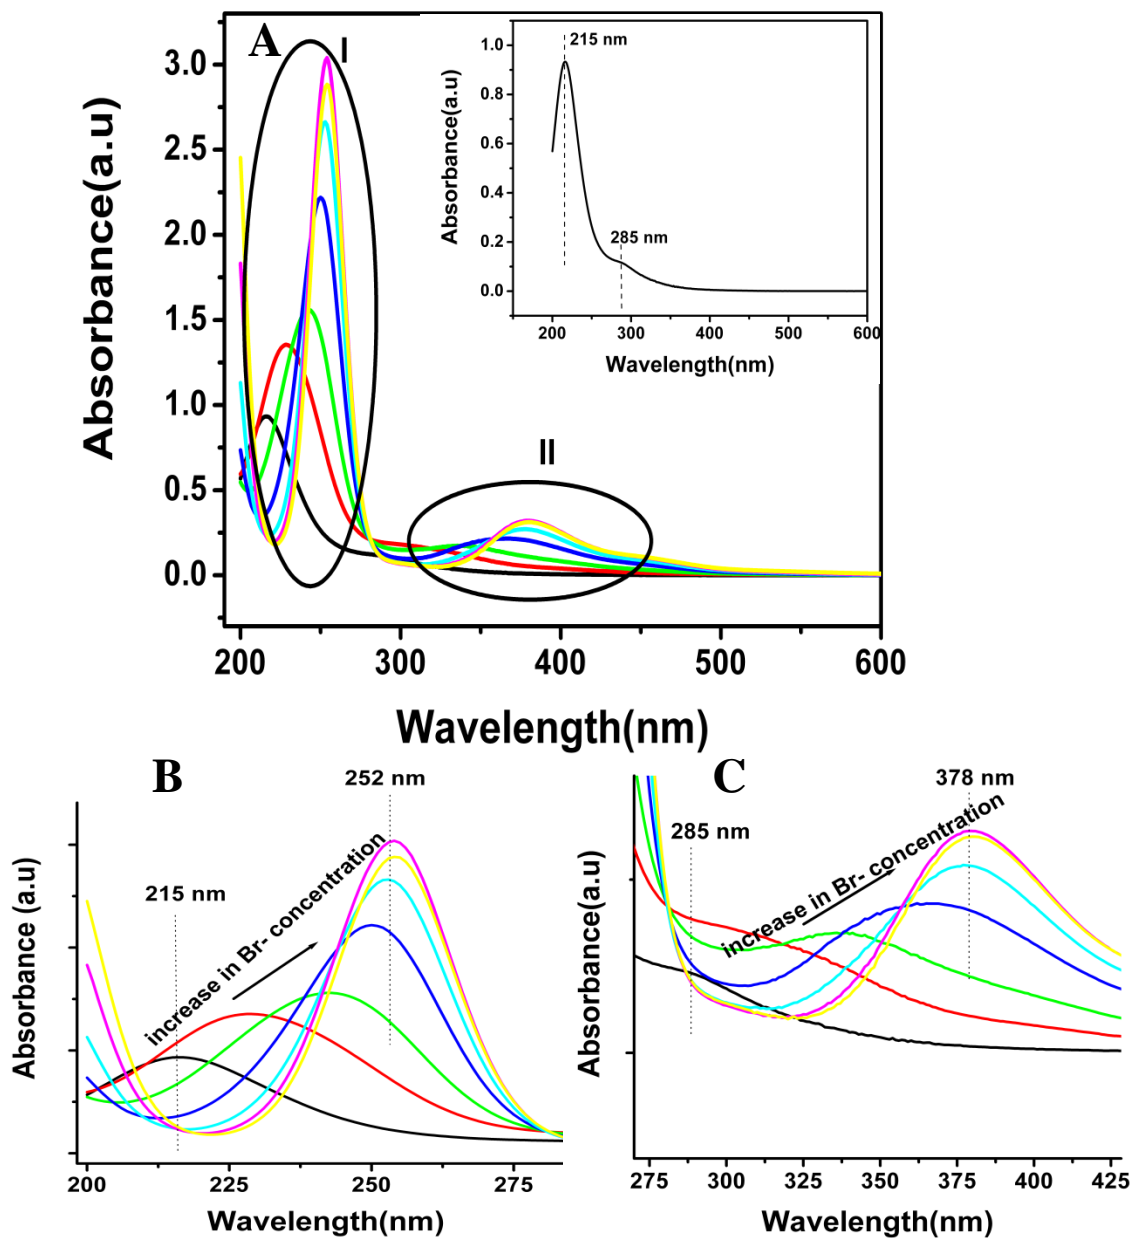 A
I
II
Absorbance(a.u)
3.0
2.5
2.0
1.5
1.0
0.5
0.0
200
300
400
500
600
Wavelength(nm)
215 nm
285 nm
Absorbance(a.u)
1.0
0.8
0.6
0.4
0.2
0.0
200
300
400
500
600
Wavelength(nm)
B
252 nm
215 nm
increase in Br- concentration
Absorbance (a.u)
200
225
250
275
Wavelength(nm)
C
378 nm
285 nm
increase in Br- concentration
Absorbance(a.u)
275
300
325
350
375
400
425
Wavelength(nm)